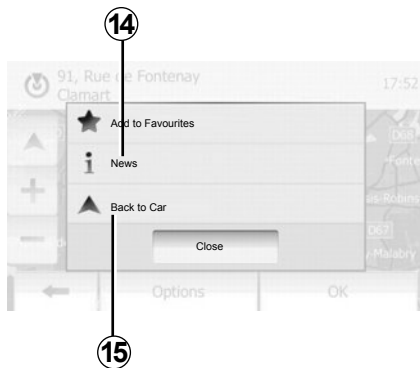 14
91, Rue de Fontenay
Clamart
17:52
Add to Favourites
News
Back to Car
Close
Options
OK
15